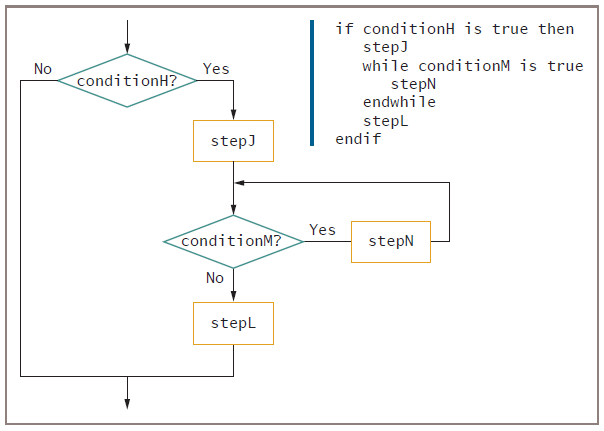 if conditionH is true then
stepJ
while conditionM is true
stepN
endwhile
stepL
endif
No
conditionH?
Yes
stepJ
conditionM?
Yes
stepN
No
stepL